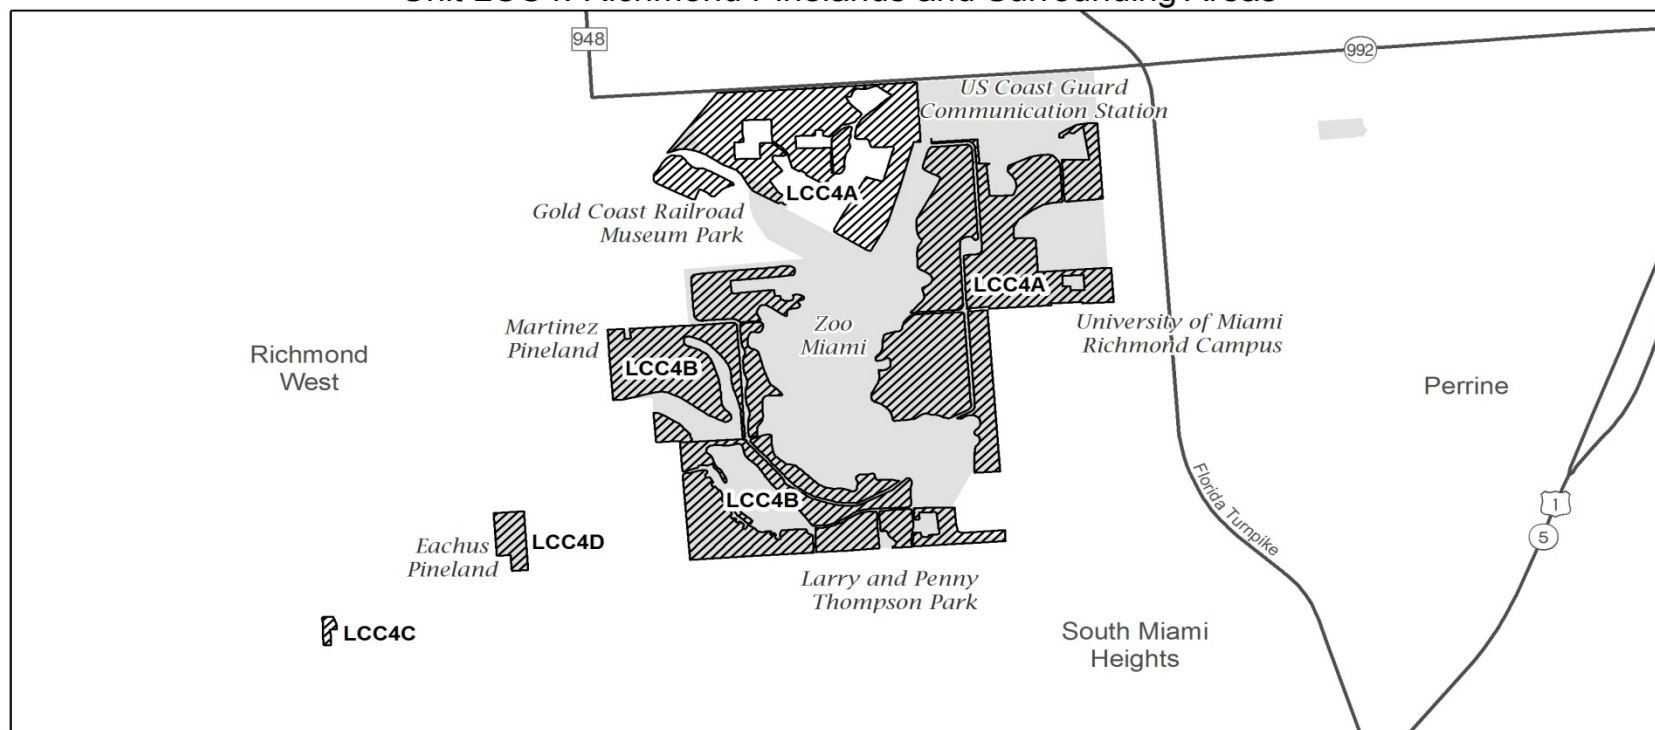 948
992
US Coast Guard
Communication Station
LCC4A
Gold Coast Railroad
Museum Park
LCC4A
University of Miami
Richmond Campus
Martinez
Pineland
Zoo
Miami
Richmond
West
LCC4B
Perrine
LCC4B
Florida Turnpike
1
5
Eachus
Pineland
LCC4D
Larry and Penny
Thompson Park
LCC4C
South Miami
Heights